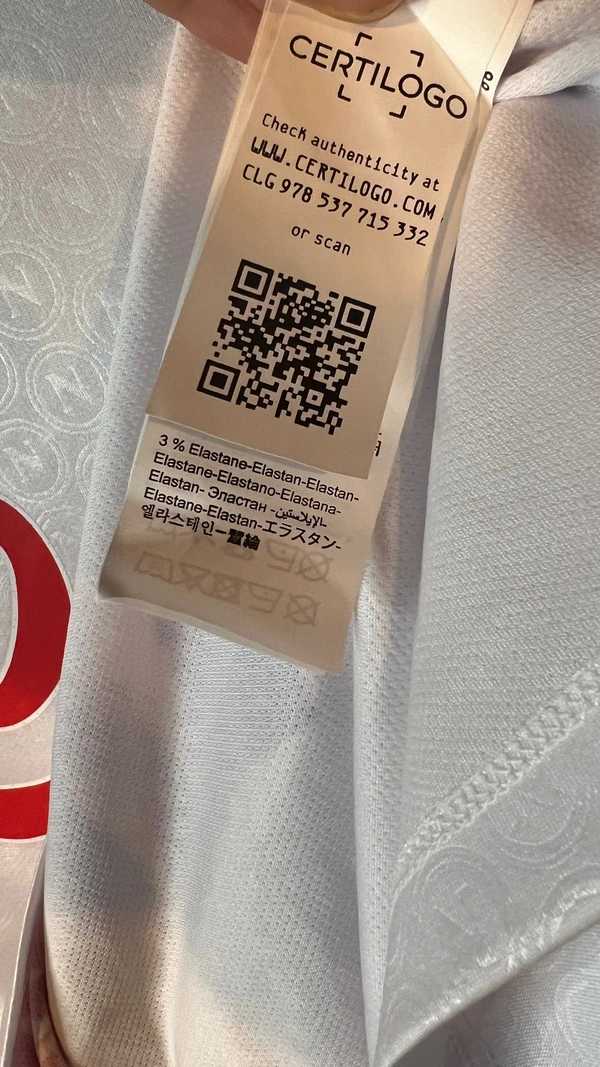 CERTILOGO
Check authenticity at
WWW.CERTILOGO.COM
CLG 978 537 715 332
or scan
3 % Elastane-Elastan-Elastan-
Elastane-Elastano-Elastana-
Elastan- Эластан -الإيلاستين
Elastane-Elastan-エラスタン-
엘라스테인-